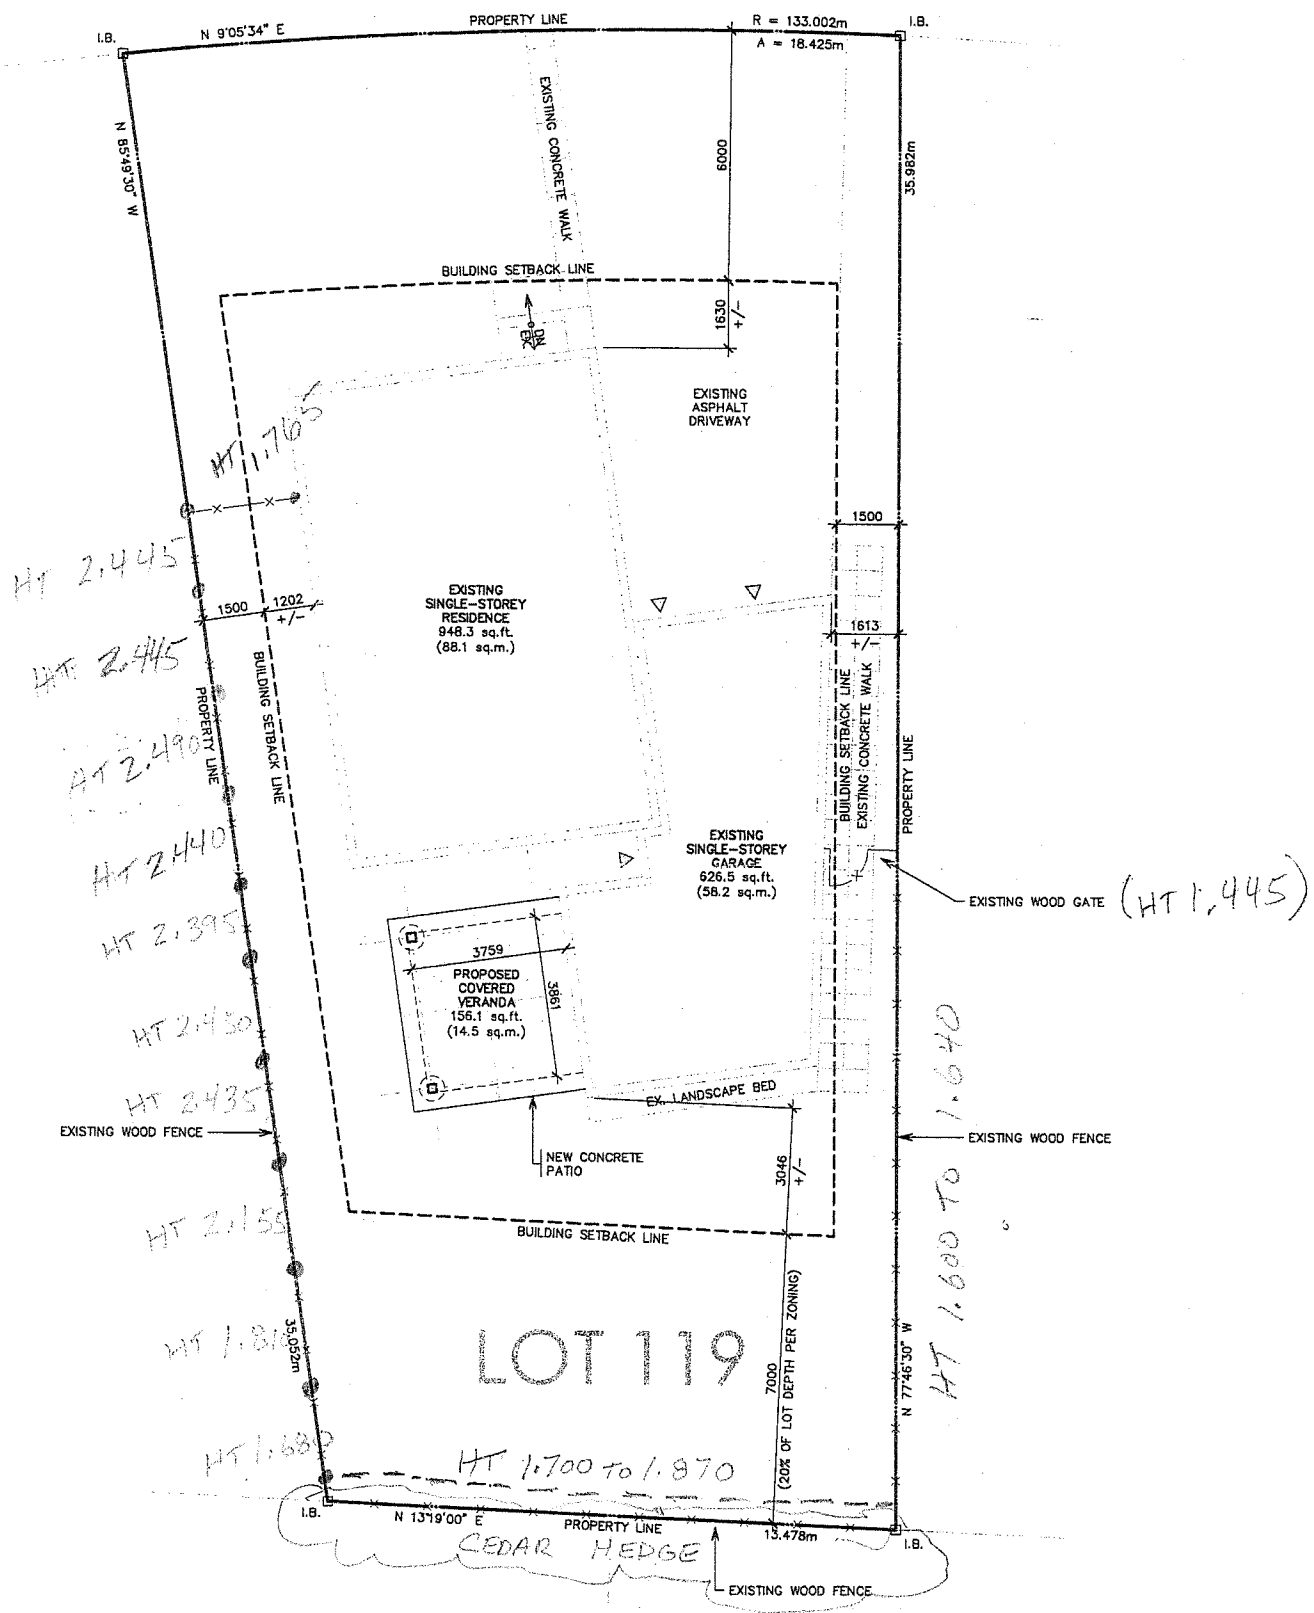 PROPERTY LINE
R = 133.002m
A = 18.425m
I.B.
I.B.
N 9°05'34" E
N 85°49'30" W
EXISTING CONCRETE WALK
6000
35.982m
BUILDING SETBACK LINE
1630
+/-
DN
EX.
EXISTING
ASPHALT
DRIVEWAY
HT 1.765
1500
HT 2.445
EXISTING
SINGLE-STOREY
RESIDENCE
948.3 sq.ft.
(88.1 sq.m.)
1500
1202
+/-
1613
+/-
HT 2.445
PROPERTY LINE
BUILDING SETBACK LINE
BUILDING SETBACK LINE
EXISTING CONCRETE WALK
PROPERTY LINE
HT 2.490
HT 2.440
EXISTING
SINGLE-STOREY
GARAGE
626.5 sq.ft.
(58.2 sq.m.)
EXISTING WOOD GATE (HT 1.445)
HT 2.395
3759
3861
PROPOSED
COVERED
VERANDA
156.1 sq.ft.
(14.5 sq.m.)
HT 2.430
HT 2.435
EX. LANDSCAPE BED
EXISTING WOOD FENCE
EXISTING WOOD FENCE
HT 1.600 TO 1.640
NEW CONCRETE
PATIO
3046
+/-
HT 2.155
BUILDING SETBACK LINE
7000
(20% OF LOT DEPTH PER ZONING)
HT 1.810
35.052m
LOT 119
N 77°46'30" W
HT 1.680
HT 1.700 TO 1.870
I.B.
N 13°19'00" E
PROPERTY LINE
13.478m
I.B.
CEDAR HEDGE
EXISTING WOOD FENCE